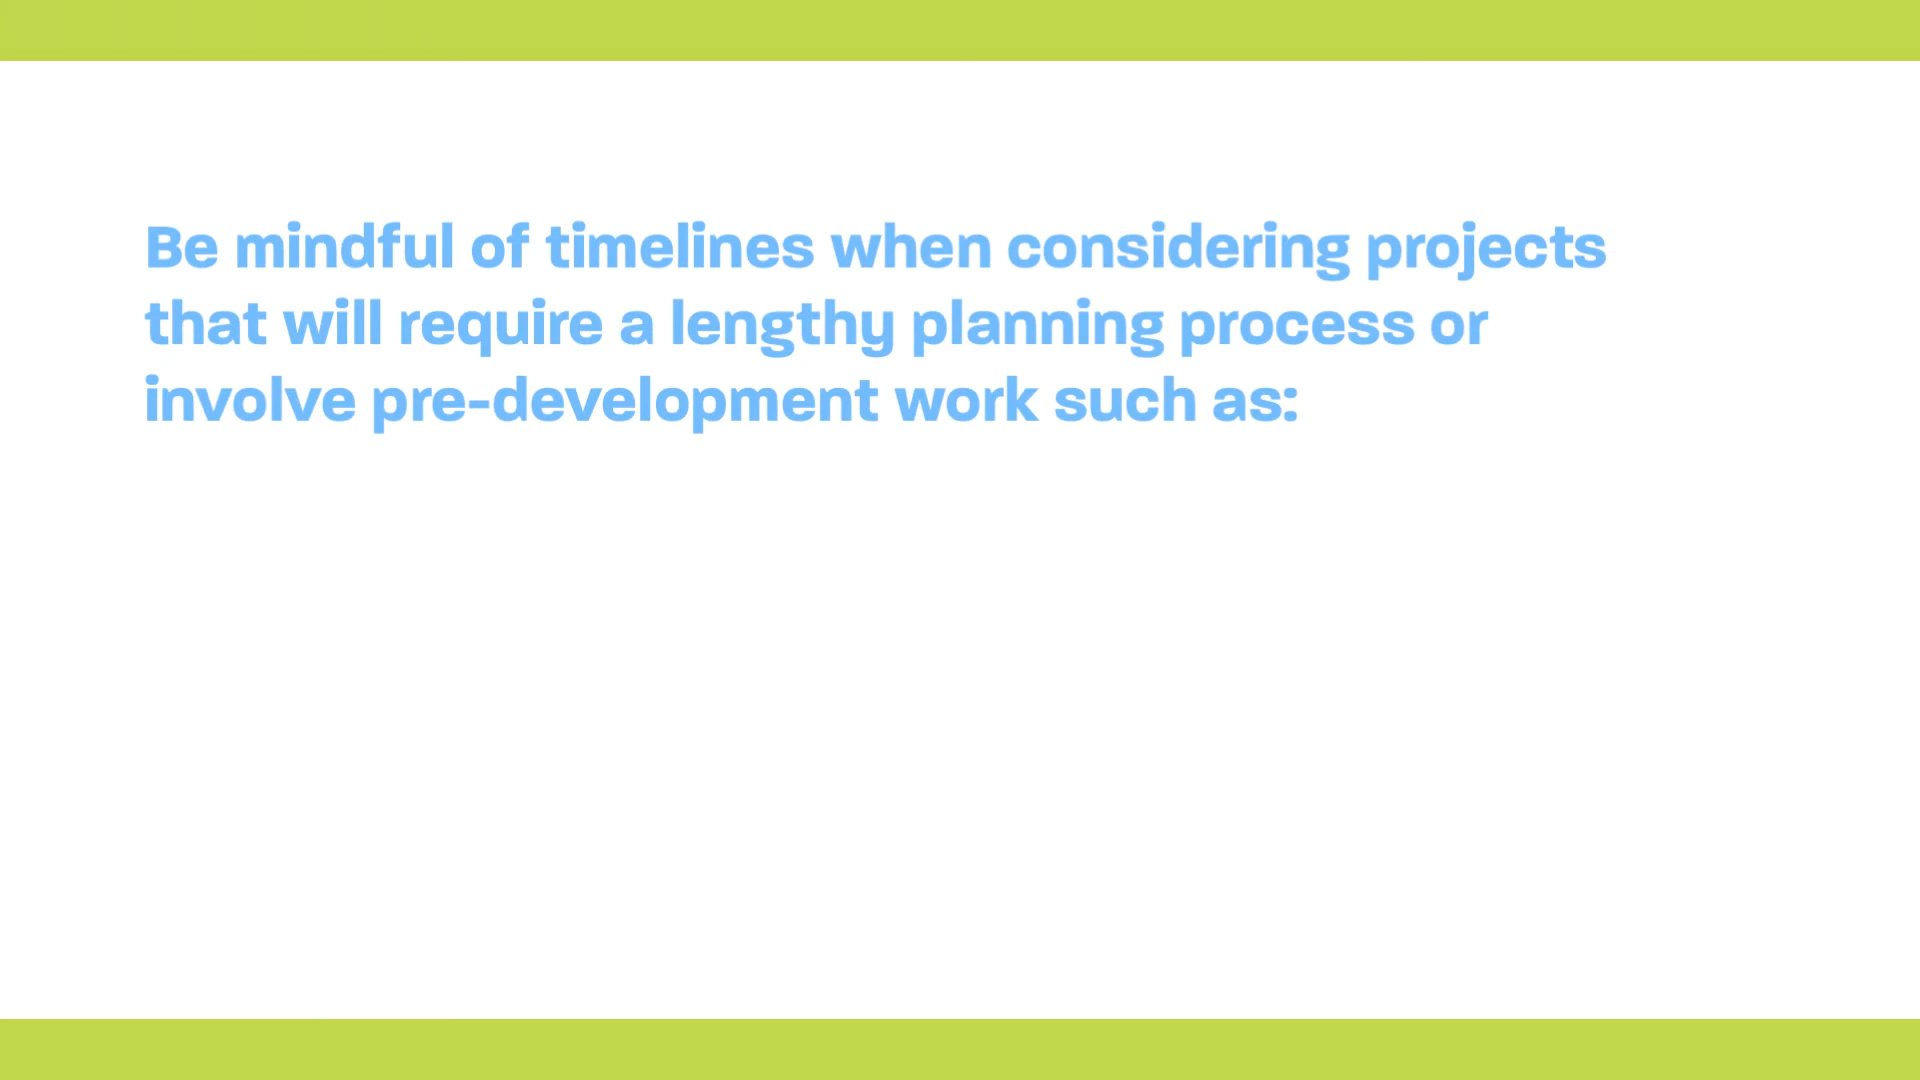 Be mindful of timelines when considering projects
that will require a lengthy planning process or
involve pre-development work such as: